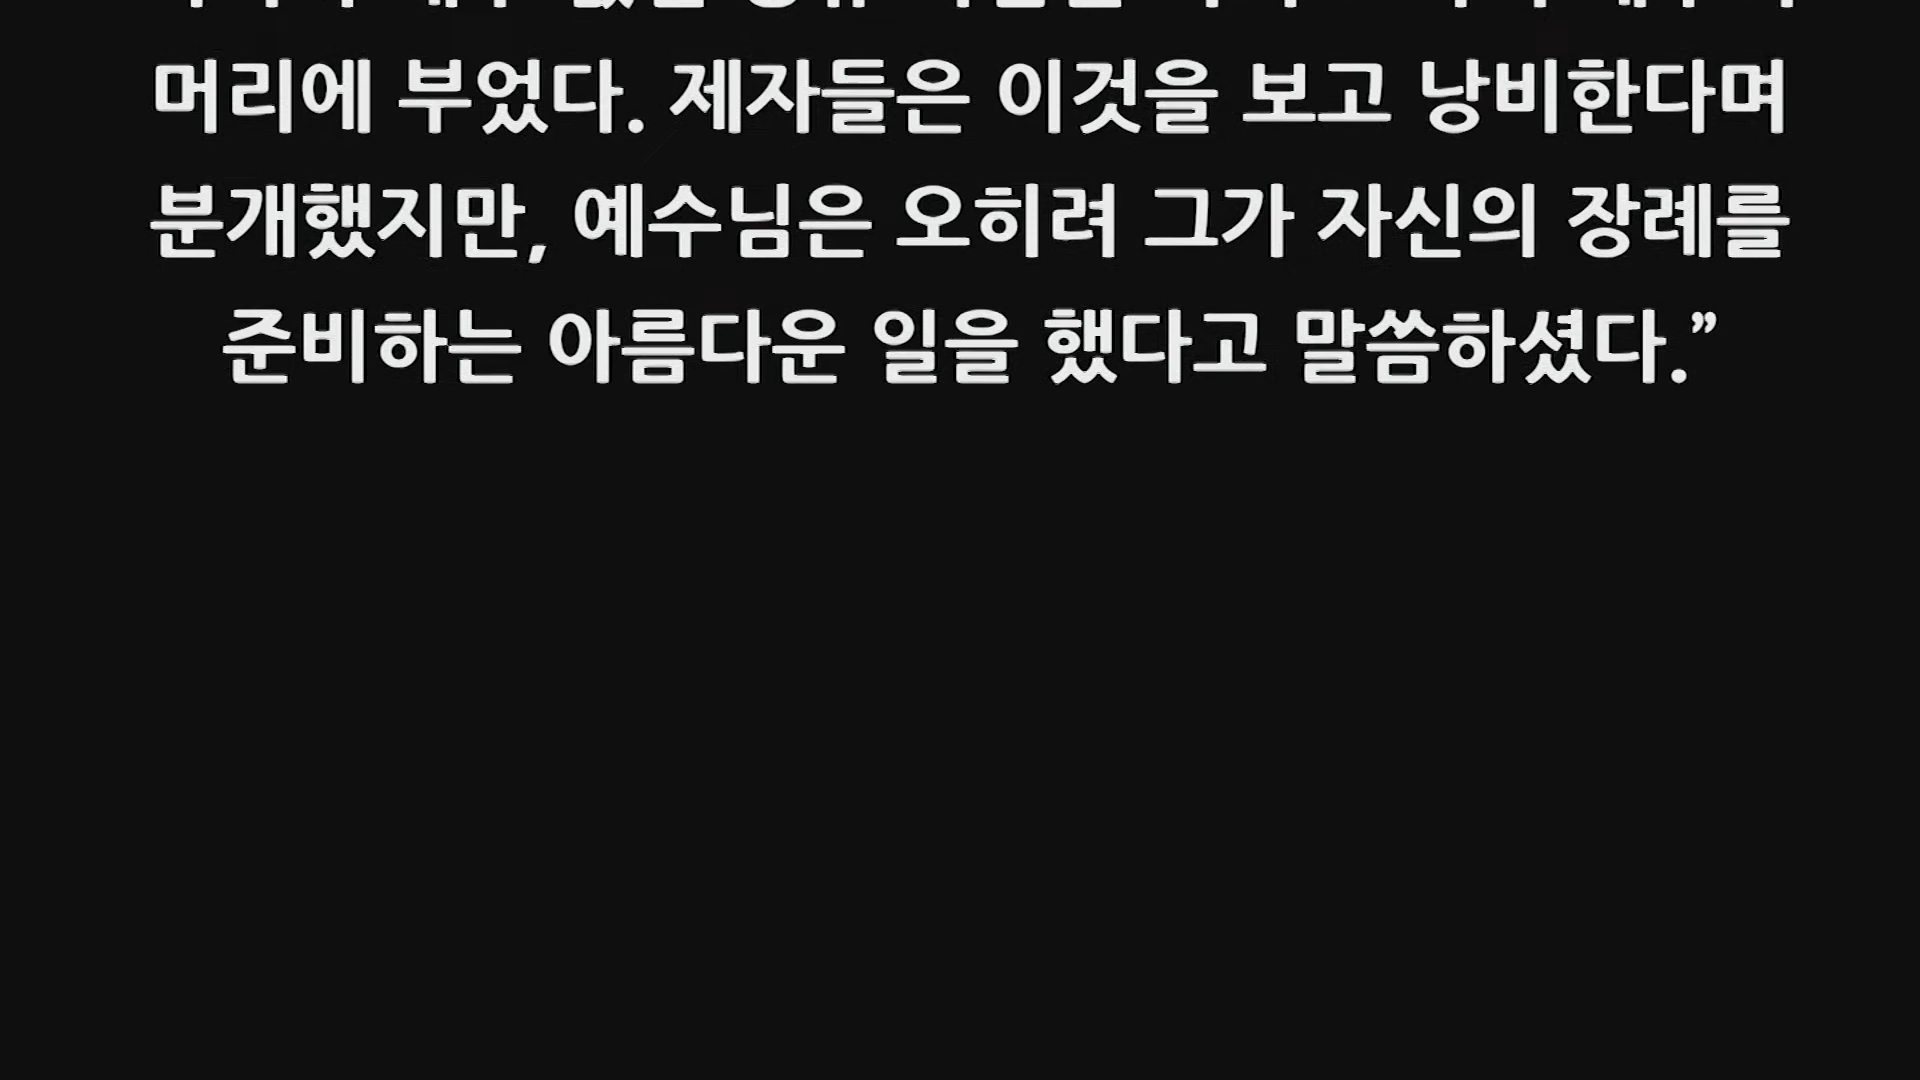 머리에 부었다. 제자들은 이것을 보고 낭비한다며
분개했지만, 예수님은 오히려 그가 자신의 장례를
준비하는 아름다운 일을 했다고 말씀하셨다.”